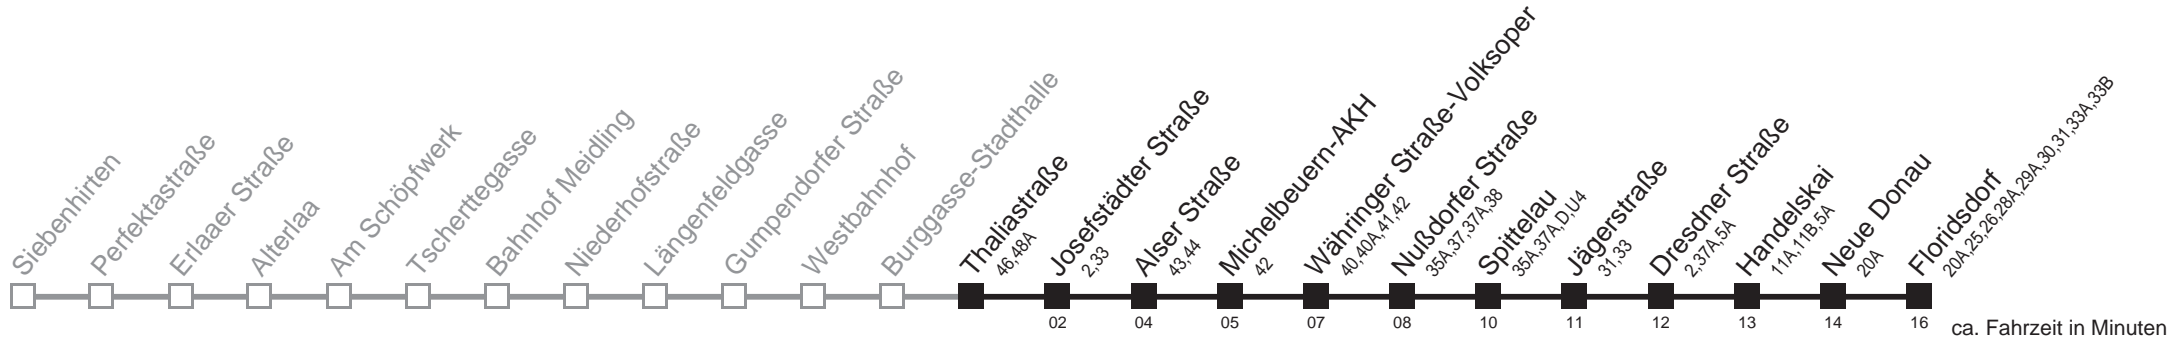 Siebenhirten
Perfektastraße
Erlaaer Straße
Alterlaa
Am Schöpfwerk
Tscherttegasse
Bahnhof Meidling
Niederhofstraße
Längenfeldgasse
Gumpendorfer Straße
Westbahnhof
Burggasse-Stadthalle
Thaliastraße
46,48A
Josefstädter Straße
2,33
Alser Straße
43,44
Michelbeuern-AKH
42
Währinger Straße-Volksoper
40,40A,41,42
Nußdorfer Straße
35A,37,37A,38
Spittelau
35A,37A,D,U4
Jägerstraße
31,33
Dresdner Straße
2,37A,5A
Handelskai
11A,11B,5A
Neue Donau
20A
Floridsdorf
20A,25,26,28A,29A,30,31,33A,33B
02 04 05 07 08 10 11 12 13 14 16 ca. Fahrzeit in Minuten